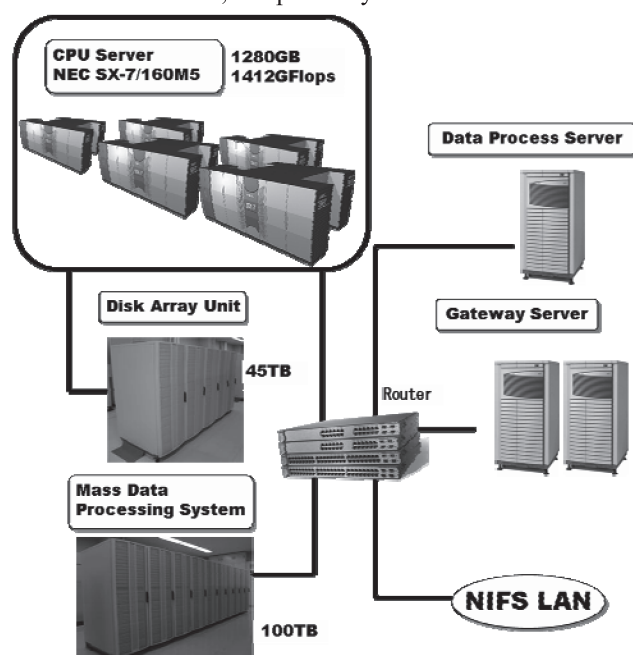 CPU Server 1280GB
NEC SX-7/160M5 1412GFlops
Data Process Server
Disk Array Unit
Gateway Server
45TB
Router
Mass Data
Processing System
100TB
NIFS LAN